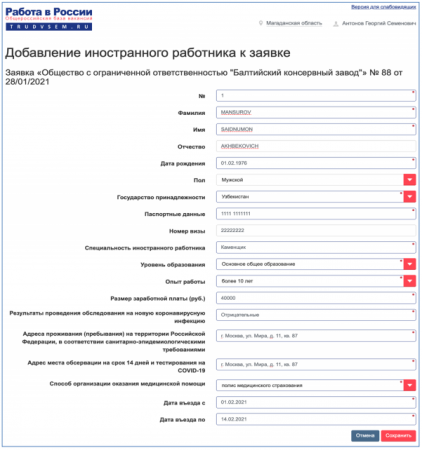 Версия для слабовидящих
Работа в России
Общероссийская база вакансий
TRUDVSEM.RU
Магаданская область
Антонов Георгий Семенович
Добавление иностранного работника к заявке
Заявка «Общество с ограниченной ответственностью "Балтийский консервный завод"» № 88 от
28/01/2021
№ 1
Фамилия MANSUROV
Имя SAIDNUMON
Отчество AKHBEKOVICH
Дата рождения 01.02.1976
Пол Мужской
Государство принадлежности Узбекистан
Паспортные данные 1111 1111111
Номер визы 22222222
Специальность иностранного работника Каменщик
Уровень образования Основное общее образование
Опыт работы более 10 лет
Размер заработной платы (руб.) 40000
Результаты проведения обследования на новую коронавирусную
инфекцию
Отрицательные
Адреса проживания (пребывания) на территории Российской
Федерации, в соответствии санитарно-эпидемиологическими
требованиями
г. Москва, ул. Мира, д. 11, кв. 67
Адрес места обсервации на срок 14 дней и тестирования на
COVID-19
г. Москва, ул. Мира, д. 11, кв. 67
Способ организации оказания медицинской помощи полис медицинского страхования
Дата въезда с 01.02.2021
Дата въезда по 14.02.2021
Отмена Сохранить